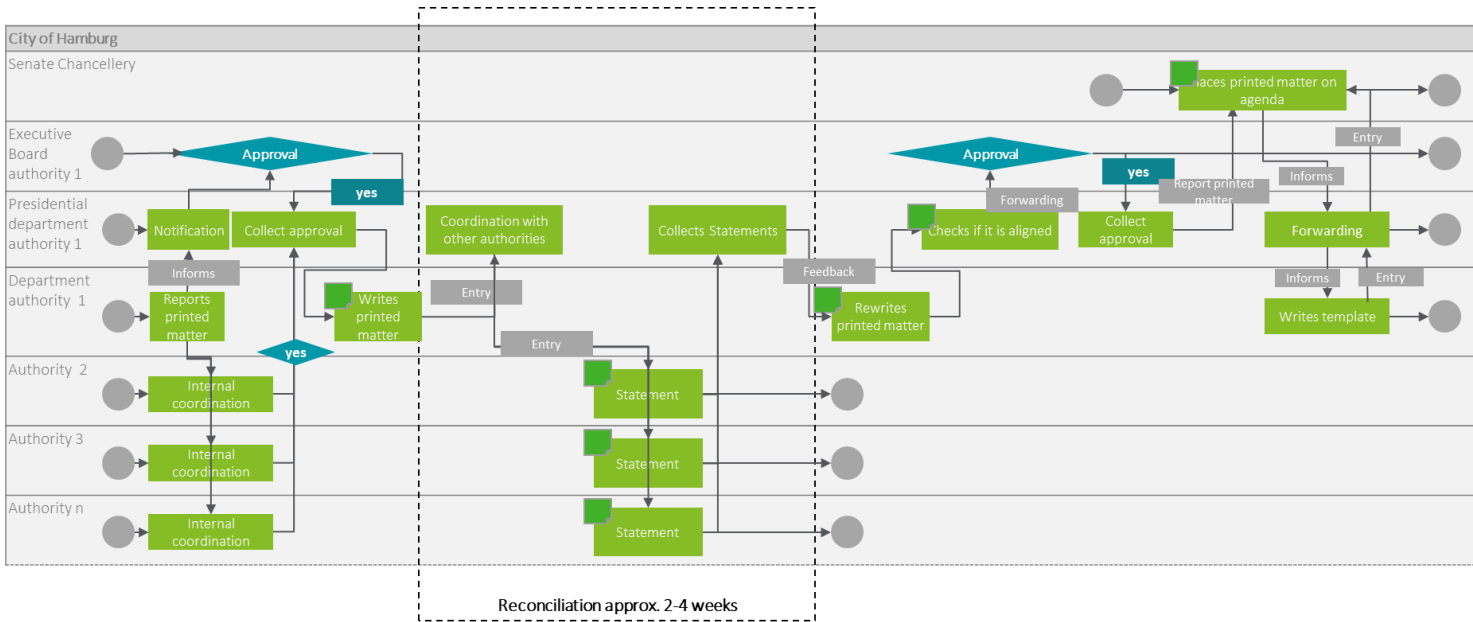 City of Hamburg
Senate Chancellery
aces printed matter on
agenda
Executive
Board
authority 1
Approval
yes
Approval
yes
Entry
Informs
Presidential
department
authority 1
Notification
Collect approval
Coordination with
other authorities
Collects Statements
Checks if it is aligned
Forwarding
Collect
approval
Report printed
matter
Forwarding
Informs
Feedback
Informs
Entry
Department
authority 1
Reports
printed
matter
Writes
printed
matter
Entry
Rewrites
printed matter
Writes template
yes
Entry
Authority 2
Internal
coordination
Statement
Authority 3
Internal
coordination
Statement
Authority n
Internal
coordination
Statement
Reconciliation approx. 2-4 weeks